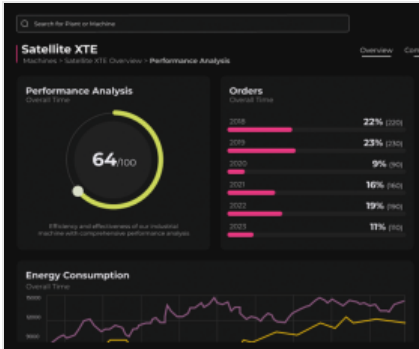 Search for Plant or Machine
Satellite XTE
Machines > Satellite XTE Overview > Performance Analysis
Overview
Com
Performance Analysis
Overall Time
64/100
Efficiency and effectiveness of our industrial
machine with comprehensive performance analysis
Orders
Overall Time
2018 22% (220)
2019 23% (230)
2020 9% (90)
2021 16% (160)
2022 19% (190)
2023 11% (110)
Energy Consumption
Overall Time